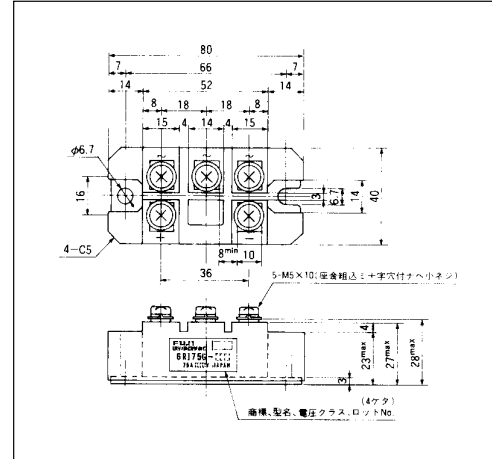 80
7 66 7
14 52 14
8 18 18 8
15 4 14 4 15
~ ~ ~
φ6.7
16
3
6.7
14
40
+ −
4-C5
8min 10
36
5-M5×10(座金組込ミ十字穴付ナベ小ネジ)
FUJI
6RI75G-
JAPAN
3
23max
4
27max
28max
(4ケタ)
商標、型名、電圧クラス、ロットNo.